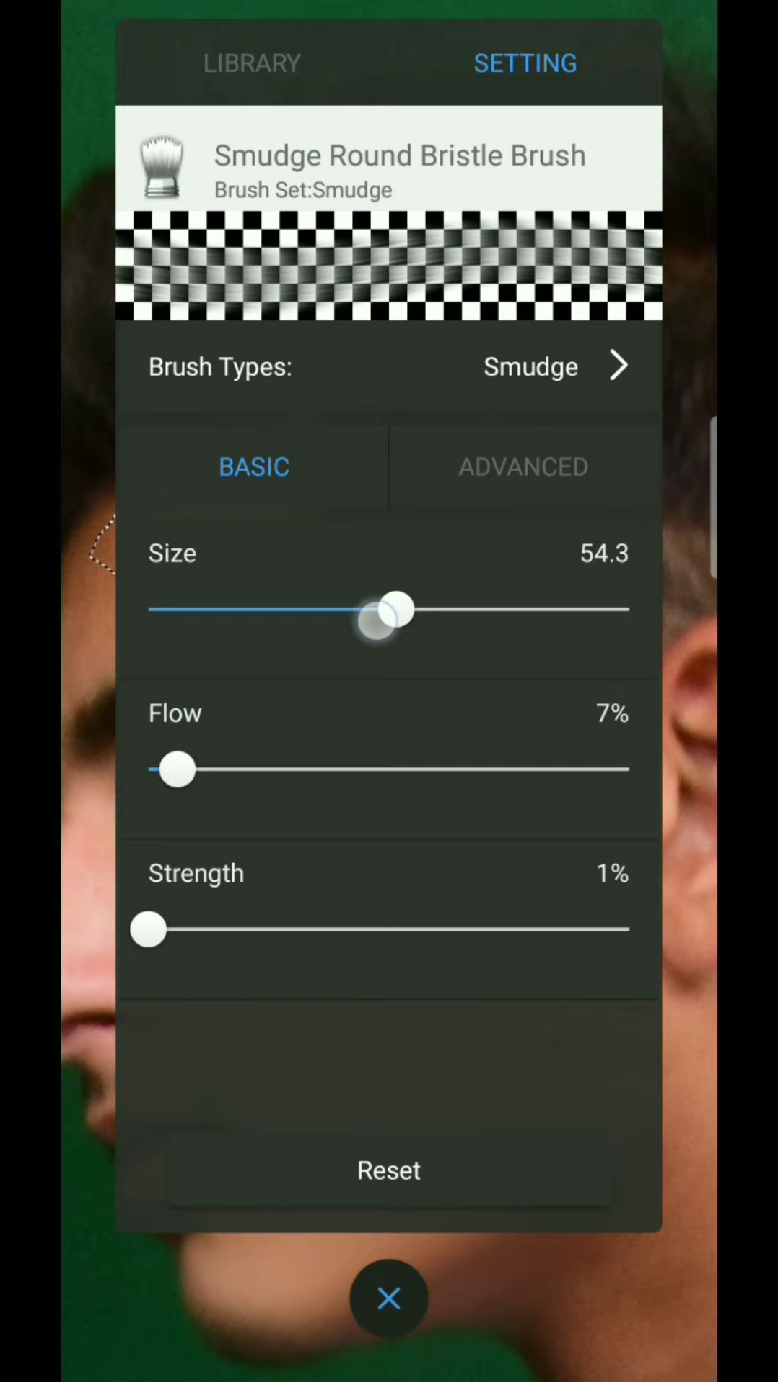 LIBRARY
SETTING
Smudge Round Bristle Brush
Brush Set:Smudge
Brush Types:
Smudge
BASIC
ADVANCED
Size
54.3
Flow
7%
Strength
1%
Reset